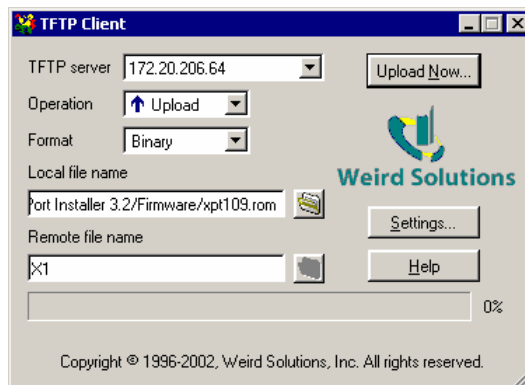 TFTP Client
TFTP server 172.20.206.64 Upload Now...
Operation Upload
Format Binary
Weird Solutions
Local file name
Port Installer 3.2/Firmware/xpt109.rom
Settings...
Remote file name
X1
Help
0%
Copyright © 1996-2002, Weird Solutions, Inc. All rights reserved.